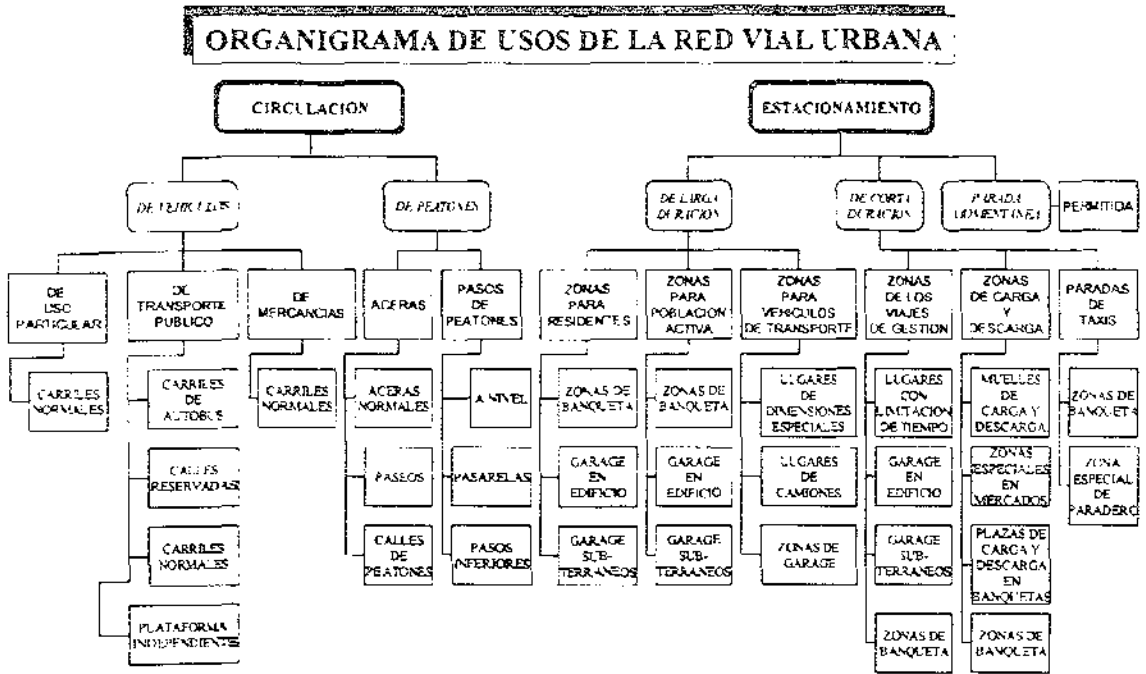 ORGANIGRAMA DE USOS DE LA RED VIAL URBANA
CIRCULACION
ESTACIONAMIENTO
DE VEHICULOS
DE PEATONES
DE LARGA
DURACION
DE CORTA
DURACION
PARADA
MOMENTANEA
PERMITIDA
DE
USO
PARTICULAR
DE
TRANSPORTE
PUBLICO
DE
MERCANCIAS
ACERAS
PASOS
DE
PEATONES
ZONAS
PARA
RESIDENTES
ZONAS
PARA
POBLACION
ACTIVA
ZONAS
PARA
VEHICULOS
DE TRANSPORTE
ZONAS
DE LOS
VIAJES
DE GESTION
ZONAS
DE CARGA
Y
DESCARGA
PARADAS
DE
TAXIS
CARRILES
NORMALES
CARRILES
DE
AUTOBUS
CARRILES
NORMALES
ACERAS
NORMALES
A NIVEL
ZONAS DE
BANQUETA
ZONAS DE
BANQUETA
LUGARES
DE
DIMENSIONES
ESPECIALES
LUGARES
CON
LIMITACION
DE TIEMPO
MUELLES
DE
CARGA Y
DESCARGA
ZONAS DE
BANQUETA
CALLES
RESERVADAS
PASEOS
PASARELAS
GARAGE
EN
EDIFICIO
GARAGE
EN
EDIFICIO
LUGARES
DE
CAMIONES
GARAGE
EN
EDIFICIO
ZONAS
ESPECIALES
EN
MERCADOS
ZONA
ESPECIAL
DE
PARADERO
CARRILES
NORMALES
CALLES
DE
PEATONES
PASOS
INFERIORES
GARAGE
SUB-
TERRANEOS
GARAGE
SUB-
TERRANEOS
ZONAS DE
GARAGE
GARAGE
SUB-
TERRANEOS
PLAZAS DE
CARGA Y
DESCARGA
EN
BANQUETAS
PLATAFORMA
INDEPENDIENTE
ZONAS DE
BANQUETA
ZONAS DE
BANQUETA